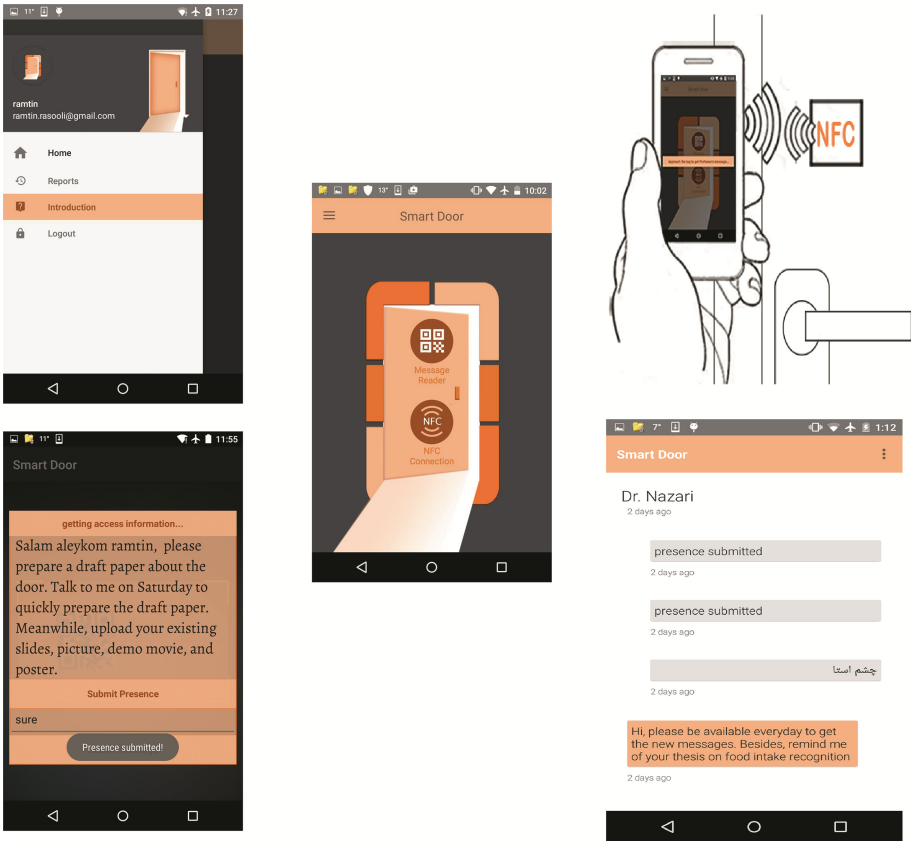 11°
11:27
ramtin
ramtin.rasooli@gmail.com
Home
Reports
Introduction
Logout
11°
11:55
Smart Door
getting access information...
Salam aleykom ramtin, please
prepare a draft paper about the
door. Talk to me on Saturday to
quickly prepare the draft paper.
Meanwhile, upload your existing
slides, picture, demo movie, and
poster.
Submit Presence
sure
Presence submitted!
13°
10:02
Smart Door
Message
Reader
NFC
NFC
Connection
Smart Door
NFC
7°
1:12
Smart Door
Dr. Nazari
2 days ago
presence submitted
2 days ago
presence submitted
2 days ago
چشم استا
2 days ago
Hi, please be available everyday to get
the new messages. Besides, remind me
of your thesis on food intake recognition
2 days ago